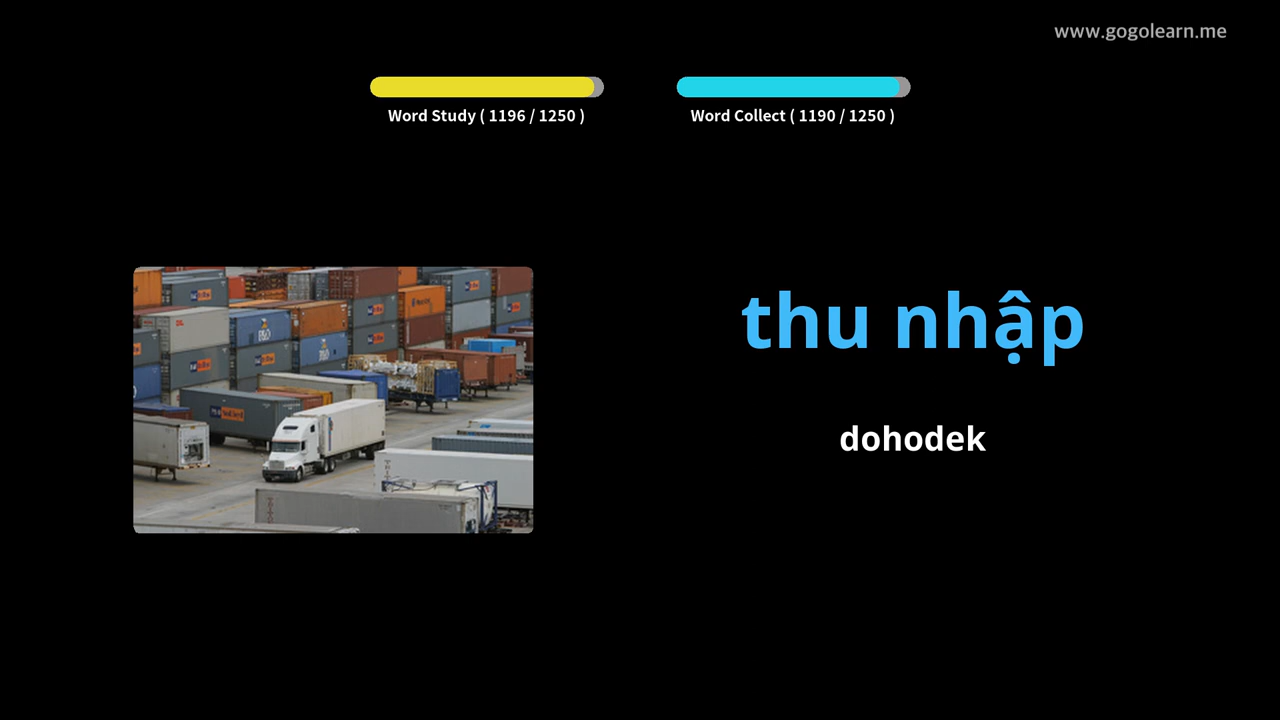 www.gogolearn.me
Word Study ( 1196 / 1250 )
Word Collect ( 1190 / 1250 )
thu nhập
dohodek